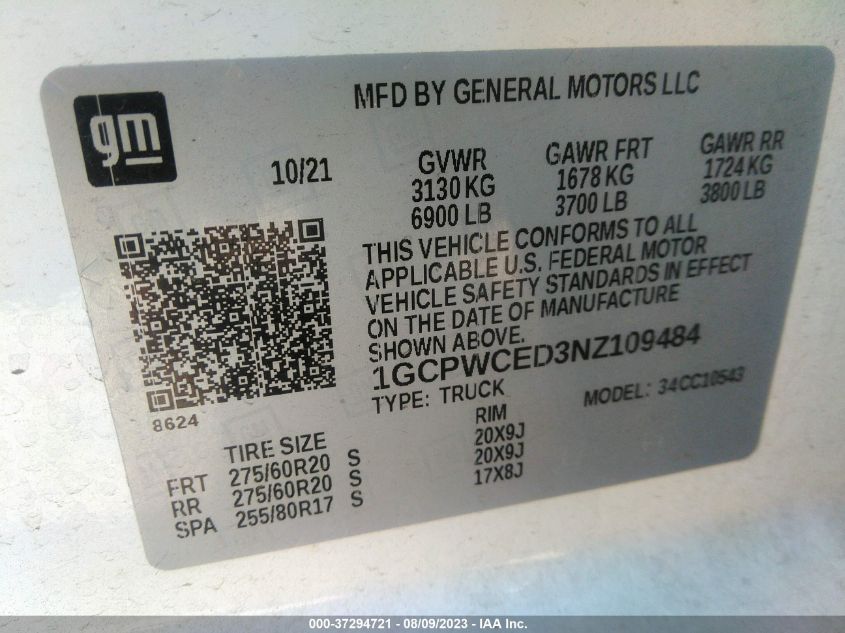 MFD BY GENERAL MOTORS LLC
gm
10/21
GVWR GAWR FRT GAWR RR
3130 KG 1678 KG 1724 KG
6900 LB 3700 LB 3800 LB
THIS VEHICLE CONFORMS TO ALL
APPLICABLE U.S. FEDERAL MOTOR
VEHICLE SAFETY STANDARDS IN EFFECT
ON THE DATE OF MANUFACTURE
SHOWN ABOVE.
1GCPWCED3NZ109484
TYPE: TRUCK MODEL: 34CC10543
8624
TIRE SIZE RIM
FRT 275/60R20 S 20X9J
RR 275/60R20 S 20X9J
SPA 255/80R17 S 17X8J
000-37294721 - 08/09/2023 - IAA Inc.